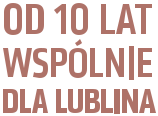 OD 10 LAT
WSPÓLNIE
DLA LUBLINA